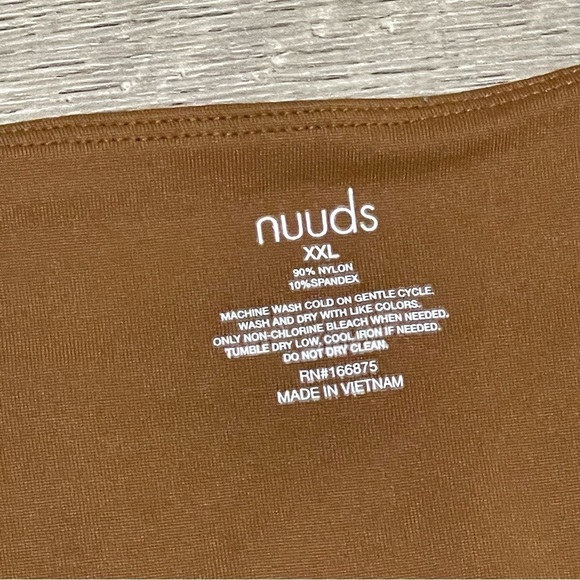 nuuds
XXL
90% NYLON
10%SPANDEX
MACHINE WASH COLD ON GENTLE CYCLE.
WASH AND DRY WITH LIKE COLORS.
ONLY NON-CHLORINE BLEACH WHEN NEEDED.
TUMBLE DRY LOW, COOL IRON IF NEEDED.
DO NOT DRY CLEAN.
RN#166875
MADE IN VIETNAM